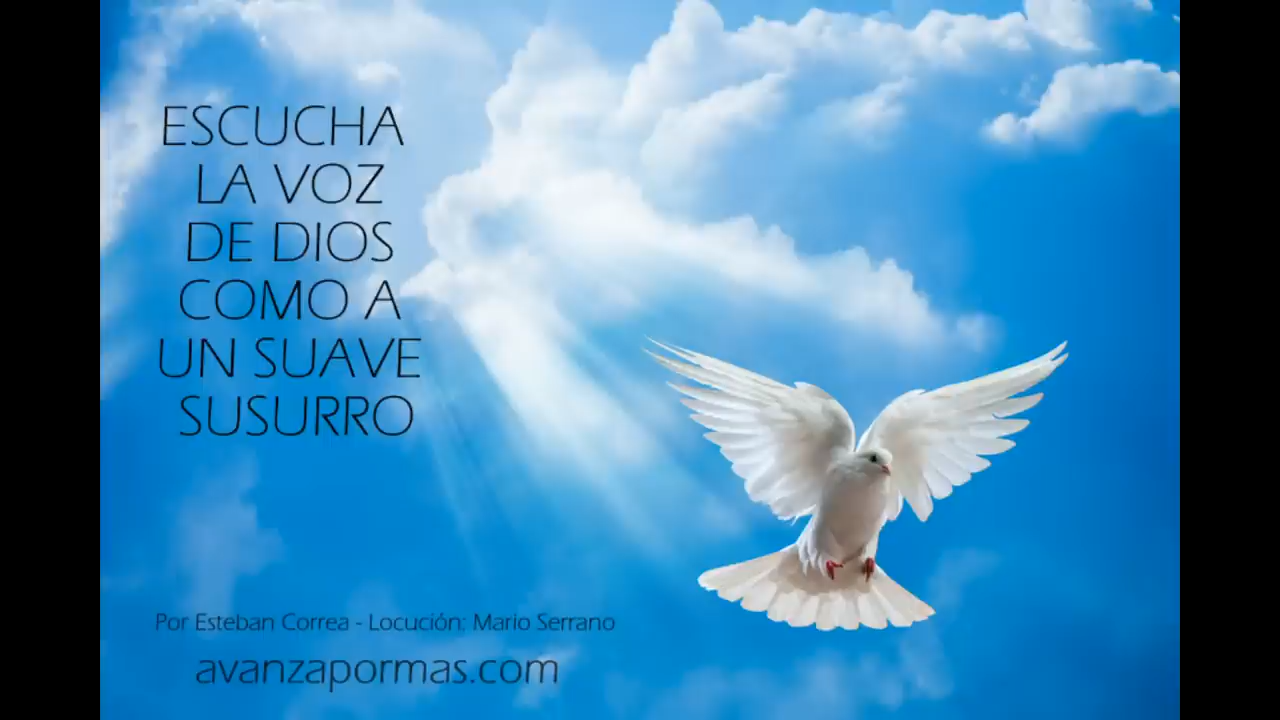 ESCUCHA
LA VOZ
DE DIOS
COMO A
UN SUAVE
SUSURRO
Por Esteban Correa - Locución: Mario Serrano
avanzapormas.com